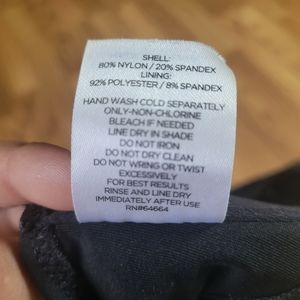 SHELL:
80% NYLON / 20% SPANDEX
LINING:
92% POLYESTER / 8% SPANDEX
HAND WASH COLD SEPARATELY
ONLY-NON-CHLORINE
BLEACH IF NEEDED
LINE DRY IN SHADE
DO NOT IRON
DO NOT DRY CLEAN
DO NOT WRING OR TWIST
EXCESSIVELY
FOR BEST RESULTS
RINSE AND LINE DRY
IMMEDIATELY AFTER USE
RN#64664